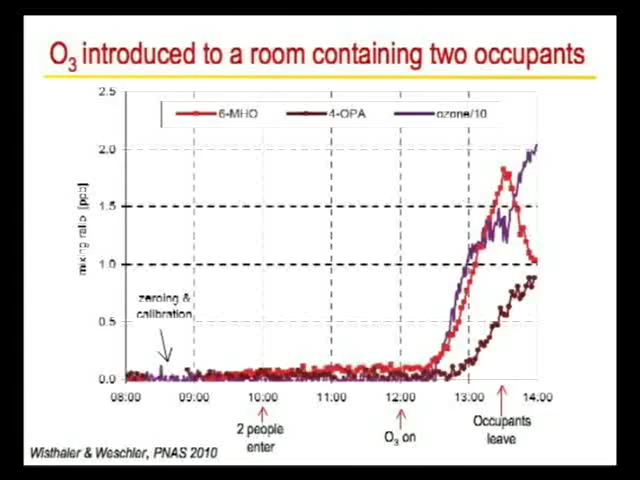 O3 introduced to a room containing two occupants
6-MHO 4-OPA ozone/10
2.5
2.0
1.5
1.0
0.5
0.0
mixing ratio [ppb]
zeroing &
calibration
08:00 09:00 10:00 11:00 12:00 13:00 14:00
2 people
enter
O3 on
Occupants
leave
Wisthaler & Weschler, PNAS 2010